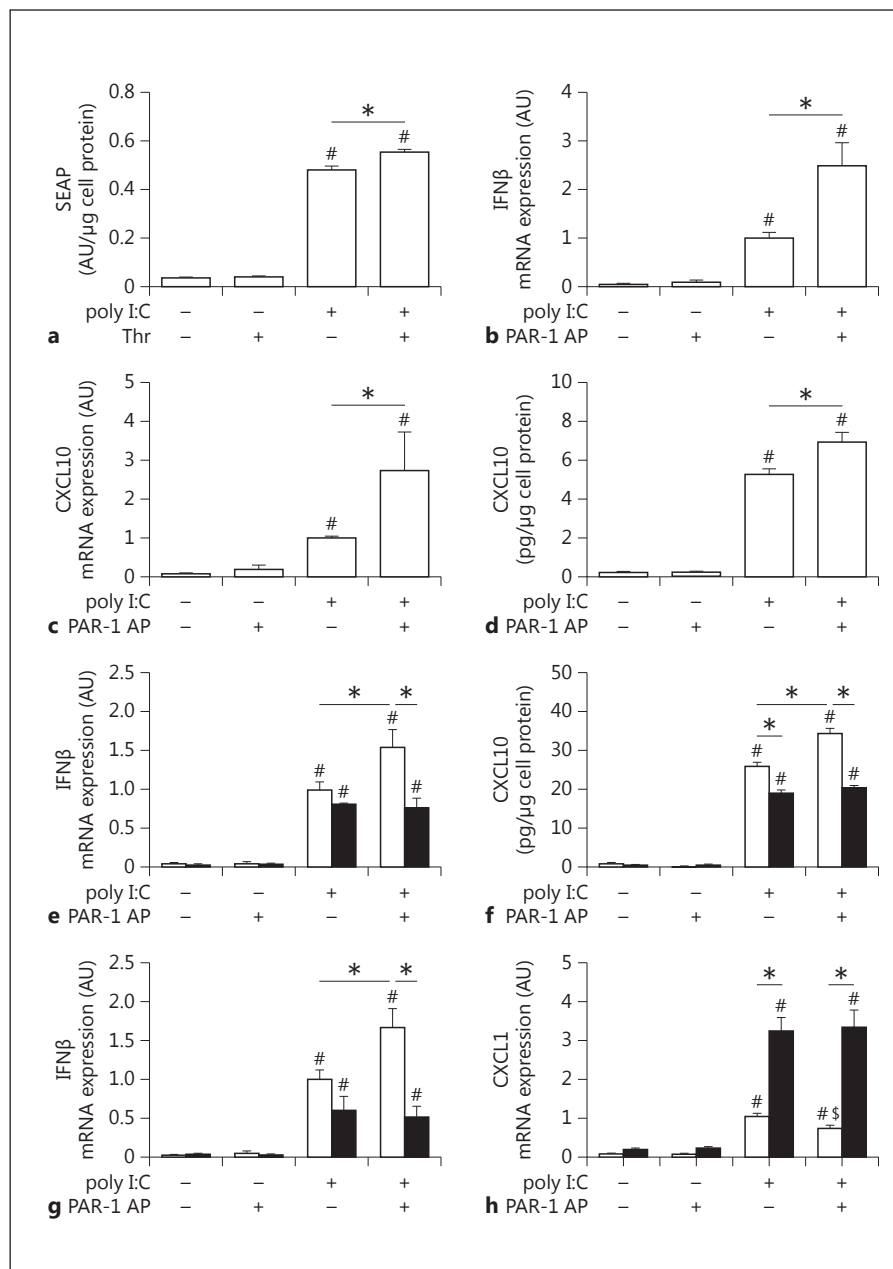 SEAP
(AU/µg cell protein)
0.8
0.6
0.4
0.2
0
#
*
#
poly I:C – – + +
a Thr – + – +
IFNβ
mRNA expression (AU)
4
3
2
1
0
#
*
#
poly I:C – – + +
b PAR-1 AP – + – +
CXCL10
mRNA expression (AU)
5
4
3
2
1
0
#
*
#
poly I:C – – + +
c PAR-1 AP – + – +
CXCL10
(pg/µg cell protein)
10
8
6
4
2
0
#
*
#
poly I:C – – + +
d PAR-1 AP – + – +
IFNβ
mRNA expression (AU)
2.5
2.0
1.5
1.0
0.5
0
* *
# # # #
poly I:C – – + +
e PAR-1 AP – + – +
CXCL10
(pg/µg cell protein)
50
40
30
20
10
0
* * *
# # # #
poly I:C – – + +
f PAR-1 AP – + – +
IFNβ
mRNA expression (AU)
2.5
2.0
1.5
1.0
0.5
0
* *
# # # #
poly I:C – – + +
g PAR-1 AP – + – +
CXCL1
mRNA expression (AU)
5
4
3
2
1
0
* *
# # # $ #
poly I:C – – + +
h PAR-1 AP – + – +